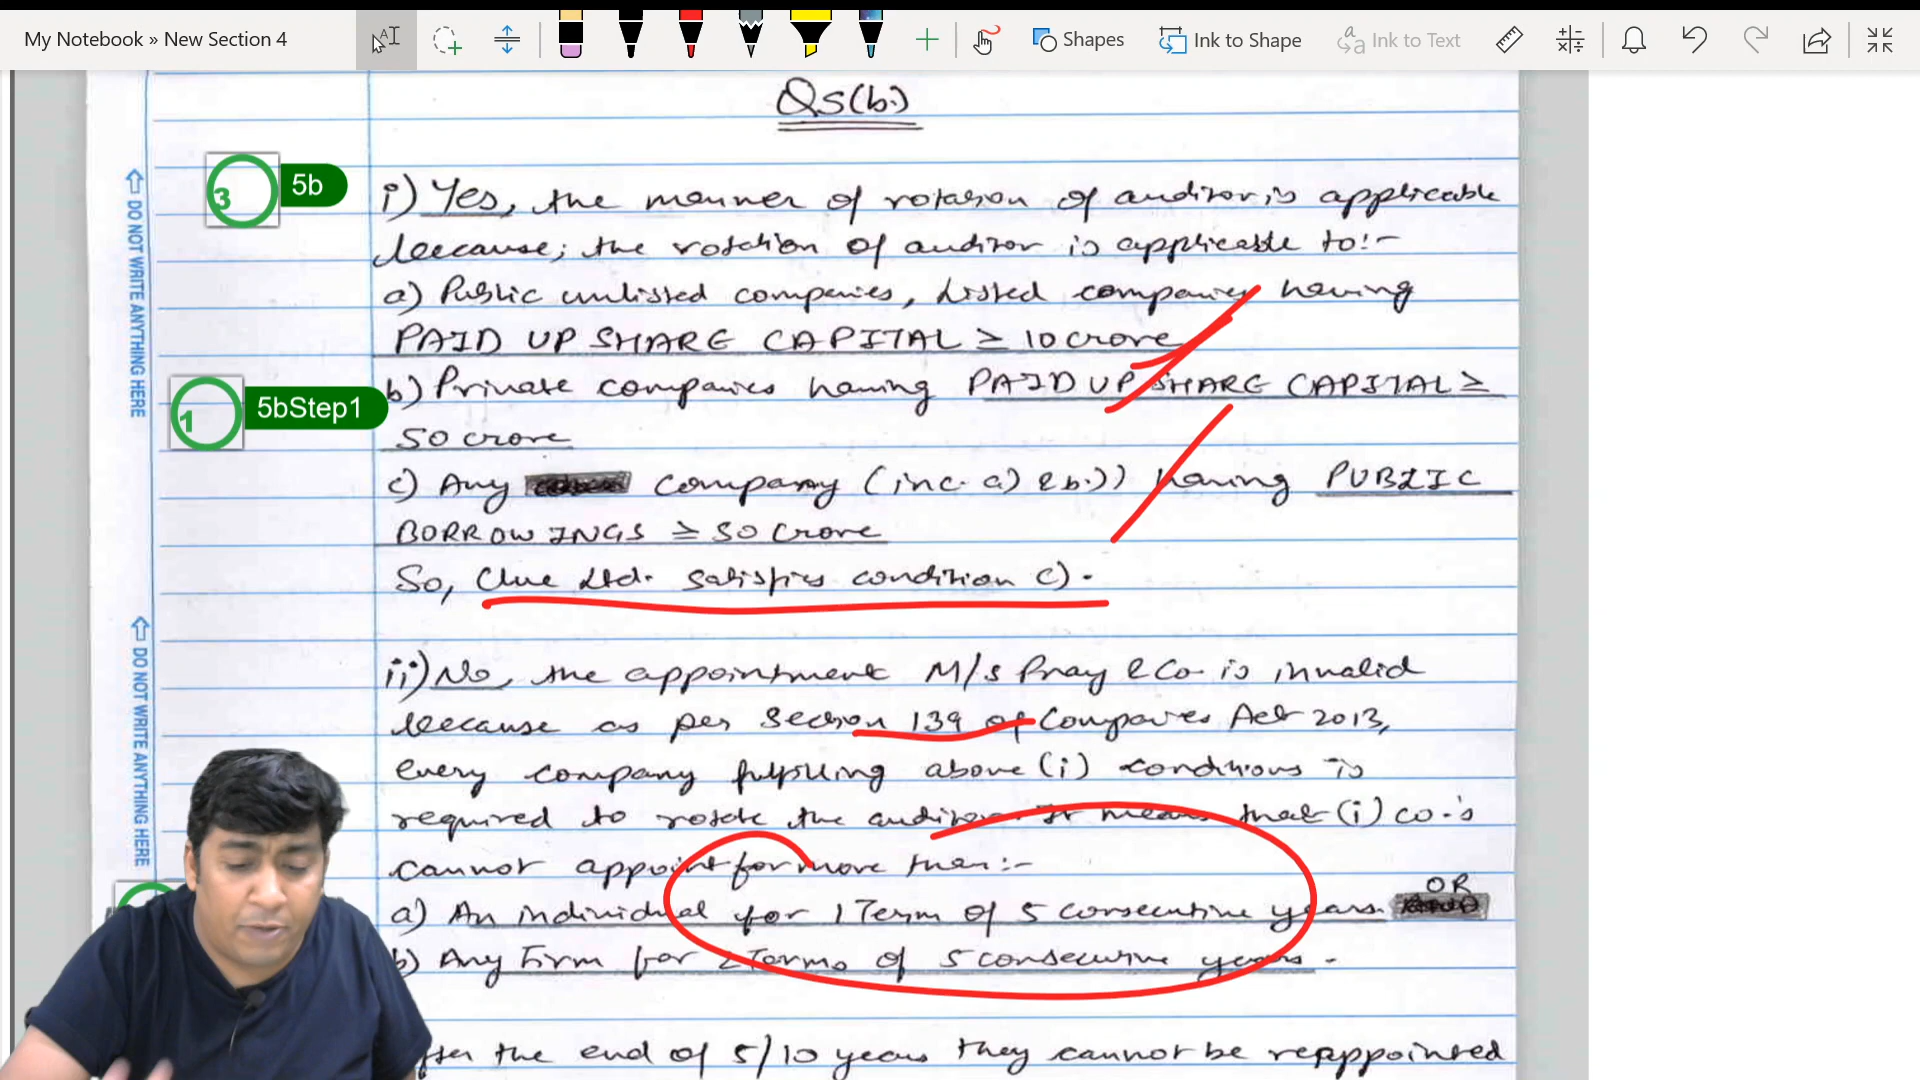 My Notebook » New Section 4
Shapes
Ink to Shape
Ink to Text
Q5(b.)
3
5b
i) Yes, the manner of rotation of auditor is applicable
because; the rotation of auditor is applicable to:-
a) Public unlisted companies, Listed companies having
PAID UP SHARE CAPITAL ≥ 10 crore
1
5bStep1
b) Private companies having PAID UP SHARE CAPITAL ≥
50 crore
c) Any company (inc. a) & b.)) having PUBLIC
BORROWINGS ≥ 50 crore
So, Clue Ltd. satisfies condition c).
ii) No, the appointment M/s Pray & Co is invalid
because as per section 139 of Companies Act 2013,
every company fulfilling above (i) conditions is
required to rotate the auditor. It means that (i) co.'s
cannot appoint for more than:-
a) An individual for 1 Term of 5 consecutive years. OR
b) Any Firm for 2 Terms of 5 consecutive years.
After the end of 5/10 years they cannot be reappointed
DO NOT WRITE ANYTHING HERE
DO NOT WRITE ANYTHING HERE